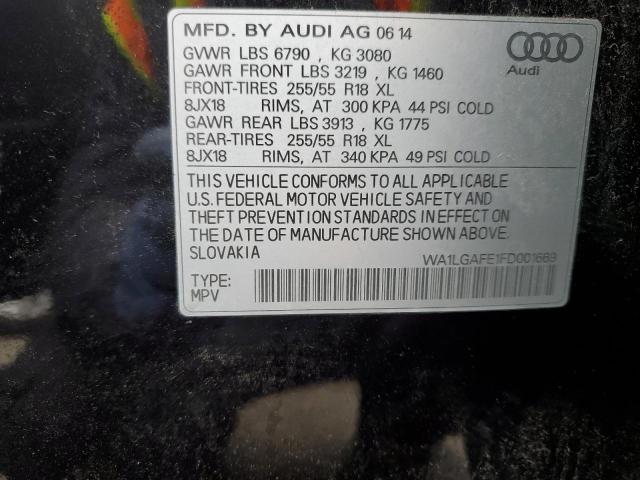 MFD. BY AUDI AG 06 14
GVWR LBS 6790 , KG 3080
GAWR FRONT LBS 3219 , KG 1460
FRONT-TIRES 255/55 R18 XL
8JX18 RIMS, AT 300 KPA 44 PSI COLD
GAWR REAR LBS 3913 , KG 1775
REAR-TIRES 255/55 R18 XL
8JX18 RIMS, AT 340 KPA 49 PSI COLD
Audi
THIS VEHICLE CONFORMS TO ALL APPLICABLE
U.S. FEDERAL MOTOR VEHICLE SAFETY AND
THEFT PREVENTION STANDARDS IN EFFECT ON
THE DATE OF MANUFACTURE SHOWN ABOVE.
SLOVAKIA
WA1LGAFE1FD001669
TYPE:
MPV